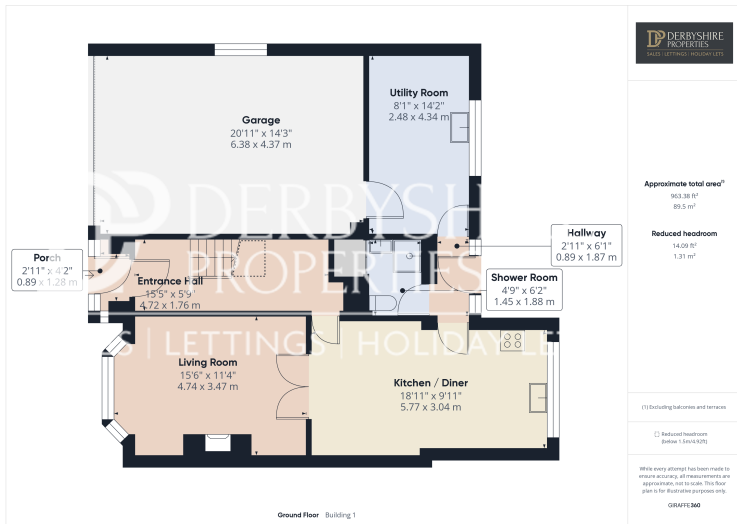 DERBYSHIRE
PROPERTIES
SALES | LETTINGS | HOLIDAY LETS
Garage
20'11" x 14'3"
6.38 x 4.37 m
Utility Room
8'1" x 14'2"
2.48 x 4.34 m
Hallway
2'11" x 6'1"
0.89 x 1.87 m
Porch
2'11" x 4'2"
0.89 x 1.28 m
Entrance Hall
15'5" x 5'9"
4.72 x 1.76 m
Shower Room
4'9" x 6'2"
1.45 x 1.88 m
Living Room
15'6" x 11'4"
4.74 x 3.47 m
Kitchen / Diner
18'11" x 9'11"
5.77 x 3.04 m
DERBYSH
PROPERTIES
S | LETTINGS | HOLIDAY LE
Approximate total area(1)
963.38 ft²
89.5 m²
Reduced headroom
14.09 ft²
1.31 m²
(1) Excluding balconies and terraces
Reduced headroom
(below 1.5m/4.92ft)
While every attempt has been made to
ensure accuracy, all measurements are
approximate, not to scale. This floor
plan is for illustrative purposes only.
GIRAFFE360
Ground Floor Building 1